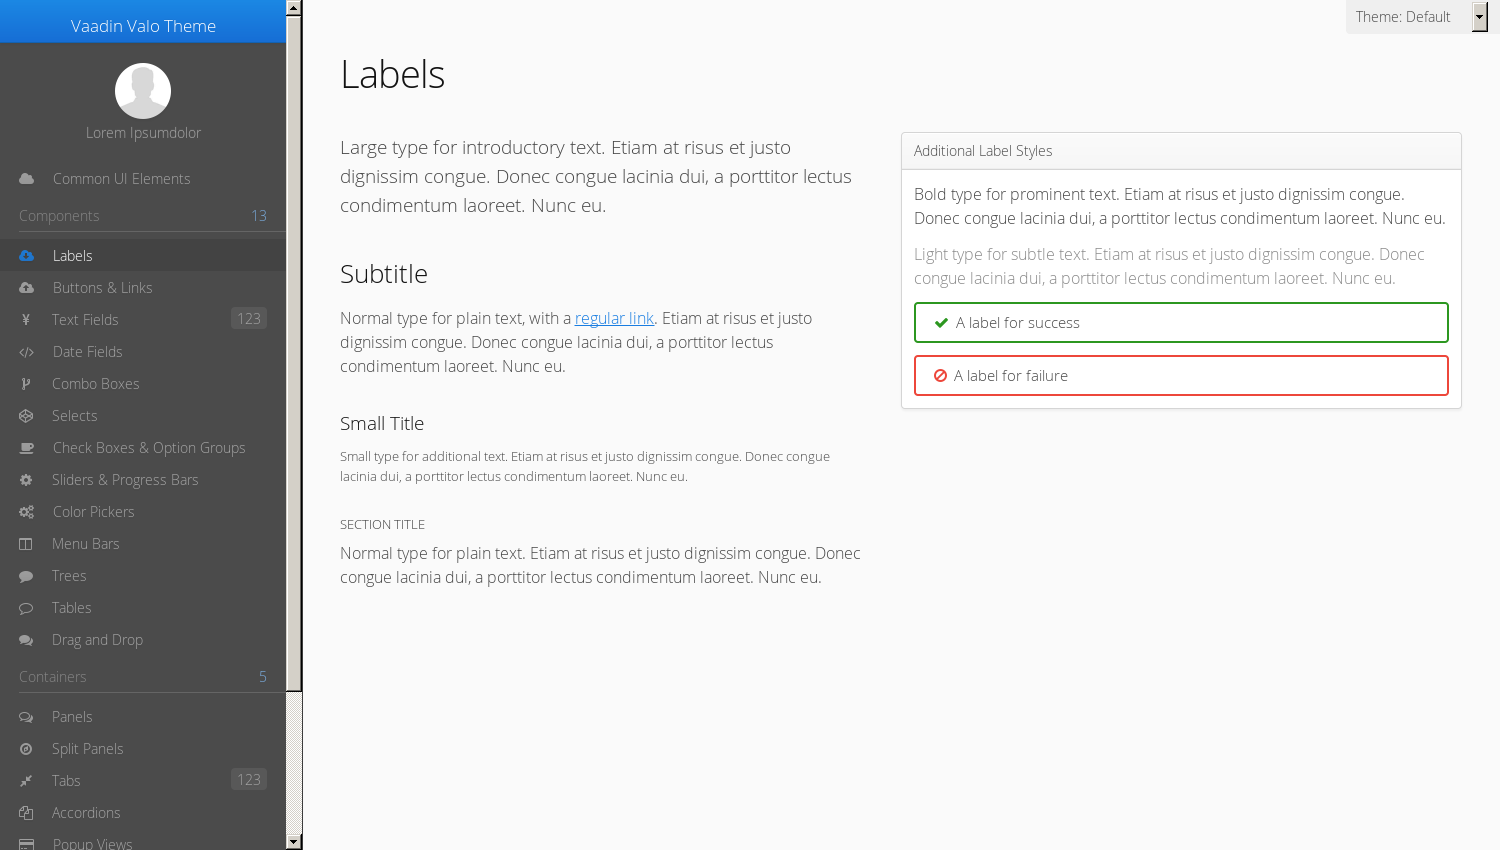 Vaadin Valo Theme
Lorem Ipsumdolor
Common UI Elements
Components 13
Labels
Buttons & Links
Text Fields 123
Date Fields
Combo Boxes
Selects
Check Boxes & Option Groups
Sliders & Progress Bars
Color Pickers
Menu Bars
Trees
Tables
Drag and Drop
Containers 5
Panels
Split Panels
Tabs 123
Accordions
Popup Views
Theme: Default
Labels
Large type for introductory text. Etiam at risus et justo
dignissim congue. Donec congue lacinia dui, a porttitor lectus
condimentum laoreet. Nunc eu.
Subtitle
Normal type for plain text, with a regular link. Etiam at risus et justo
dignissim congue. Donec congue lacinia dui, a porttitor lectus
condimentum laoreet. Nunc eu.
Small Title
Small type for additional text. Etiam at risus et justo dignissim congue. Donec congue
lacinia dui, a porttitor lectus condimentum laoreet. Nunc eu.
SECTION TITLE
Normal type for plain text. Etiam at risus et justo dignissim congue. Donec
congue lacinia dui, a porttitor lectus condimentum laoreet. Nunc eu.
Additional Label Styles
Bold type for prominent text. Etiam at risus et justo dignissim congue.
Donec congue lacinia dui, a porttitor lectus condimentum laoreet. Nunc eu.
Light type for subtle text. Etiam at risus et justo dignissim congue. Donec
congue lacinia dui, a porttitor lectus condimentum laoreet. Nunc eu.
A label for success
A label for failure